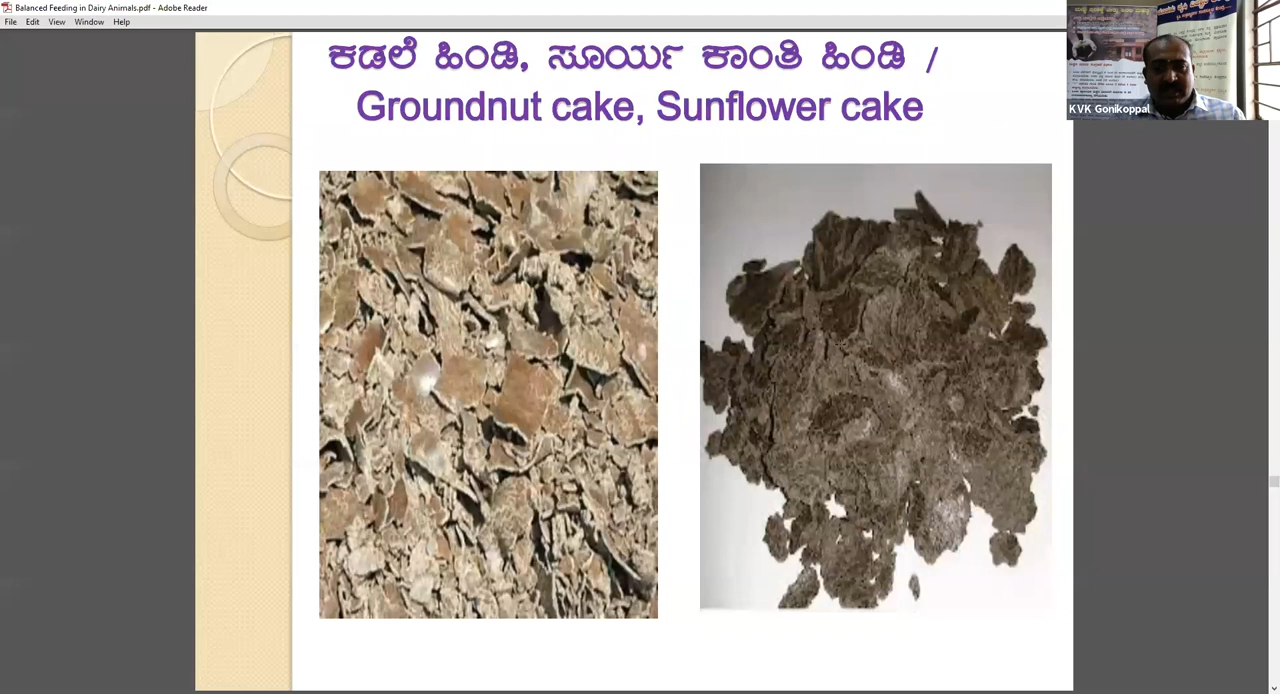 Balanced Feeding in Dairy Animals.pdf - Adobe Reader
File Edit View Window Help
ಕಡಲೆ ಹಿಂಡಿ, ಸೂರ್ಯ ಕಾಂತಿ ಹಿಂಡಿ /
Groundnut cake, Sunflower cake
KVK Gonikoppal